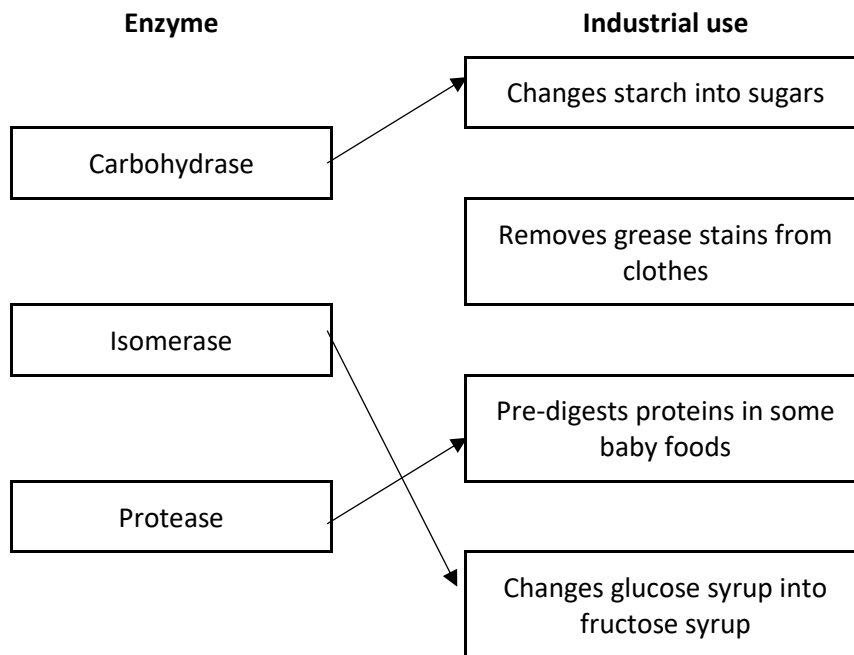 Enzyme
Industrial use
Changes starch into sugars
Carbohydrase
Removes grease stains from
clothes
Isomerase
Pre-digests proteins in some
baby foods
Protease
Changes glucose syrup into
fructose syrup